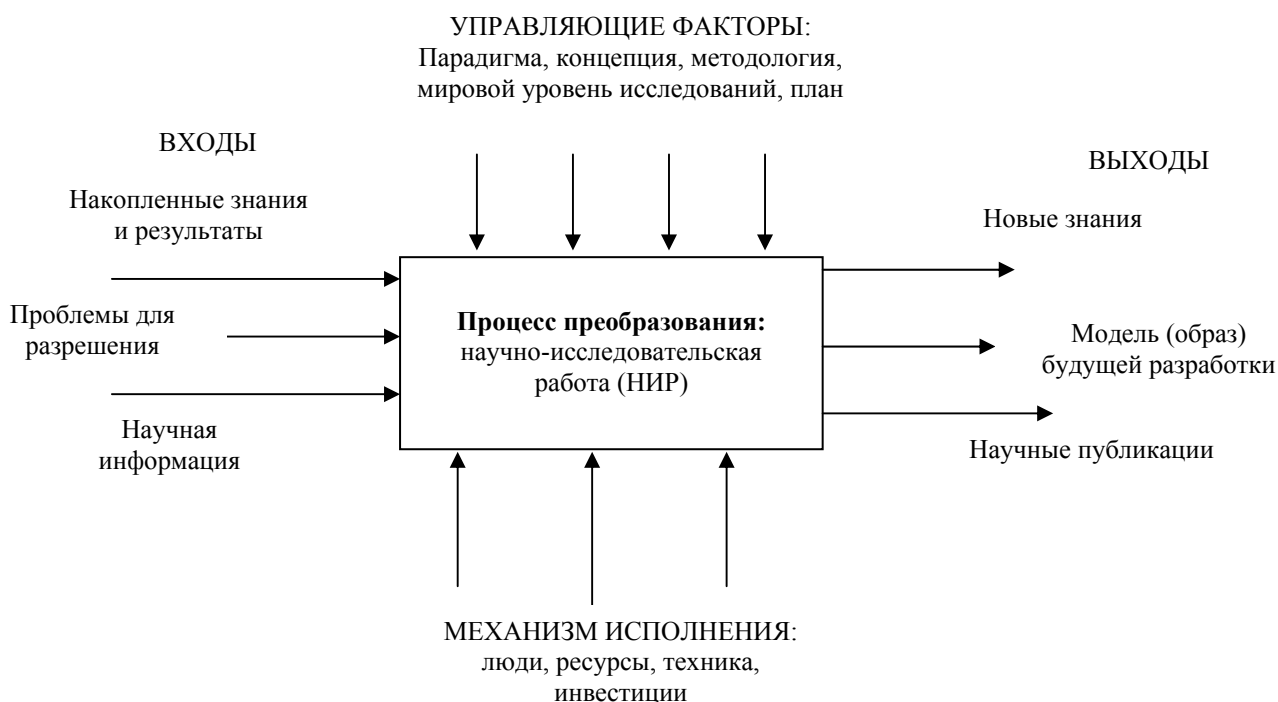 УПРАВЛЯЮЩИЕ ФАКТОРЫ:
Парадигма, концепция, методология,
мировой уровень исследований, план
ВХОДЫ
Накопленные знания
и результаты
Проблемы для
разрешения
Научная
информация
Процесс преобразования:
научно-исследовательская
работа (НИР)
ВЫХОДЫ
Новые знания
Модель (образ)
будущей разработки
Научные публикации
МЕХАНИЗМ ИСПОЛНЕНИЯ:
люди, ресурсы, техника,
инвестиции